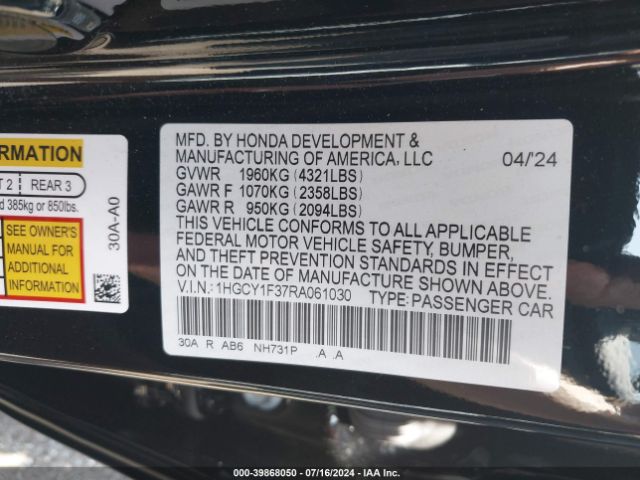 RMATION
T 2 | REAR 3
d 385kg or 850lbs.
SEE OWNER'S
MANUAL FOR
ADDITIONAL
INFORMATION
30A-A0
MFD. BY HONDA DEVELOPMENT &
MANUFACTURING OF AMERICA, LLC 04/'24
GVWR 1960KG (4321LBS)
GAWR F 1070KG (2358LBS)
GAWR R 950KG (2094LBS)
THIS VEHICLE CONFORMS TO ALL APPLICABLE
FEDERAL MOTOR VEHICLE SAFETY, BUMPER,
AND THEFT PREVENTION STANDARDS IN EFFECT
ON THE DATE OF MANUFACTURE SHOWN ABOVE.
V.I.N.: 1HGCY1F37RA061030 TYPE: PASSENGER CAR
30A R AB6 NH731P .A .A
000-39868050 - 07/16/2024 - IAA Inc.